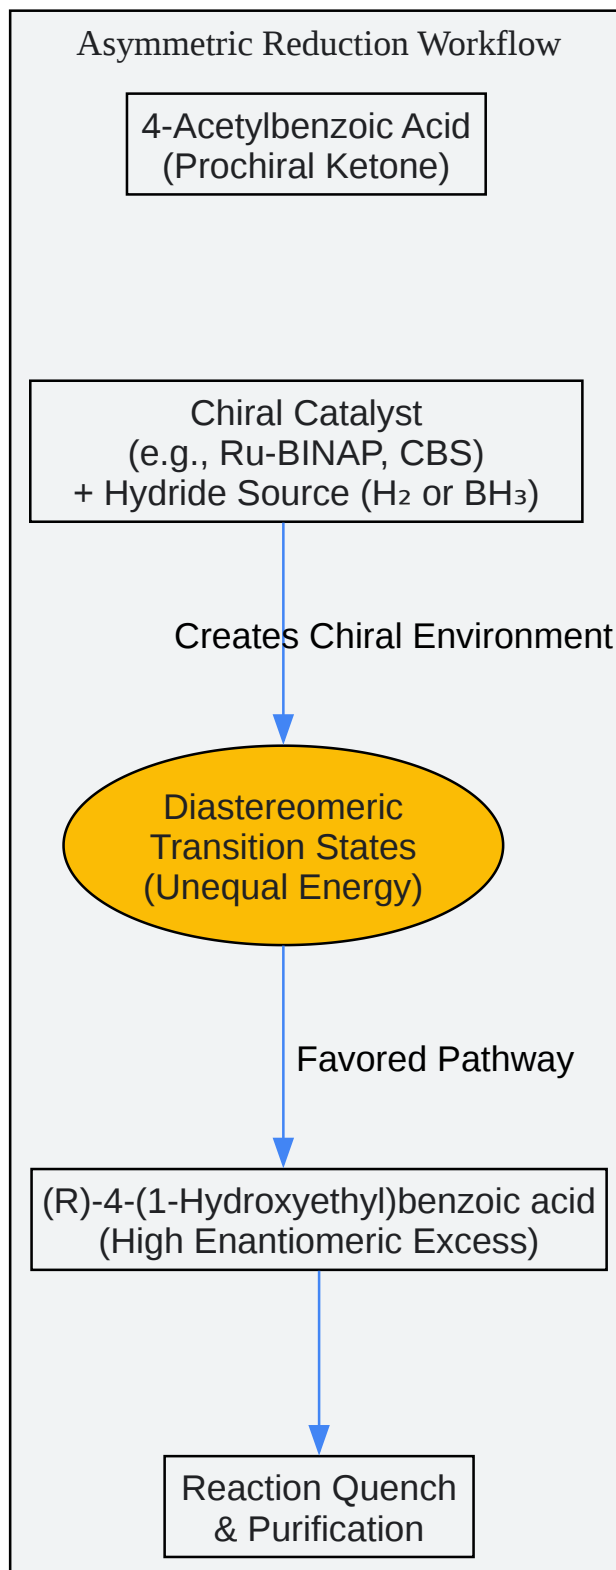 Asymmetric Reduction Workflow
4-Acetylbenzoic Acid
(Prochiral Ketone)
Chiral Catalyst
(e.g., Ru-BINAP, CBS)
+ Hydride Source (H₂ or BH₃)
Creates Chiral Environment
Diastereomeric
Transition States
(Unequal Energy)
Favored Pathway
(R)-4-(1-Hydroxyethyl)benzoic acid
(High Enantiomeric Excess)
Reaction Quench
& Purification